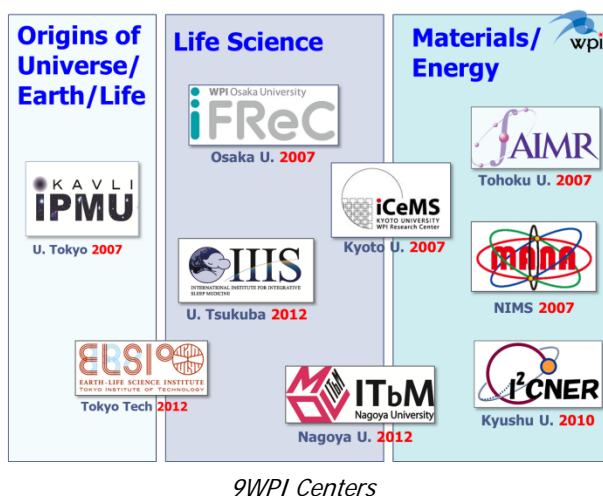 Origins of
Universe/
Earth/Life
Life Science
Materials/
Energy
wpi
WPI Osaka University
iFReC
Osaka U. 2007
KAVLI
IPMU
U. Tokyo 2007
iCeMS
KYOTO UNIVERSITY
WPI Research Center
Kyoto U. 2007
AIMR
Tohoku U. 2007
IIIS
INTERNATIONAL INSTITUTE FOR INTEGRATIVE
SLEEP MEDICINE
U. Tsukuba 2012
MANA
NIMS 2007
ELSI
EARTH-LIFE SCIENCE INSTITUTE
TOKYO INSTITUTE OF TECHNOLOGY
Tokyo Tech 2012
ITbM
ITbM
Nagoya University
Nagoya U. 2012
I²CNER
Kyushu U. 2010
9WPI Centers